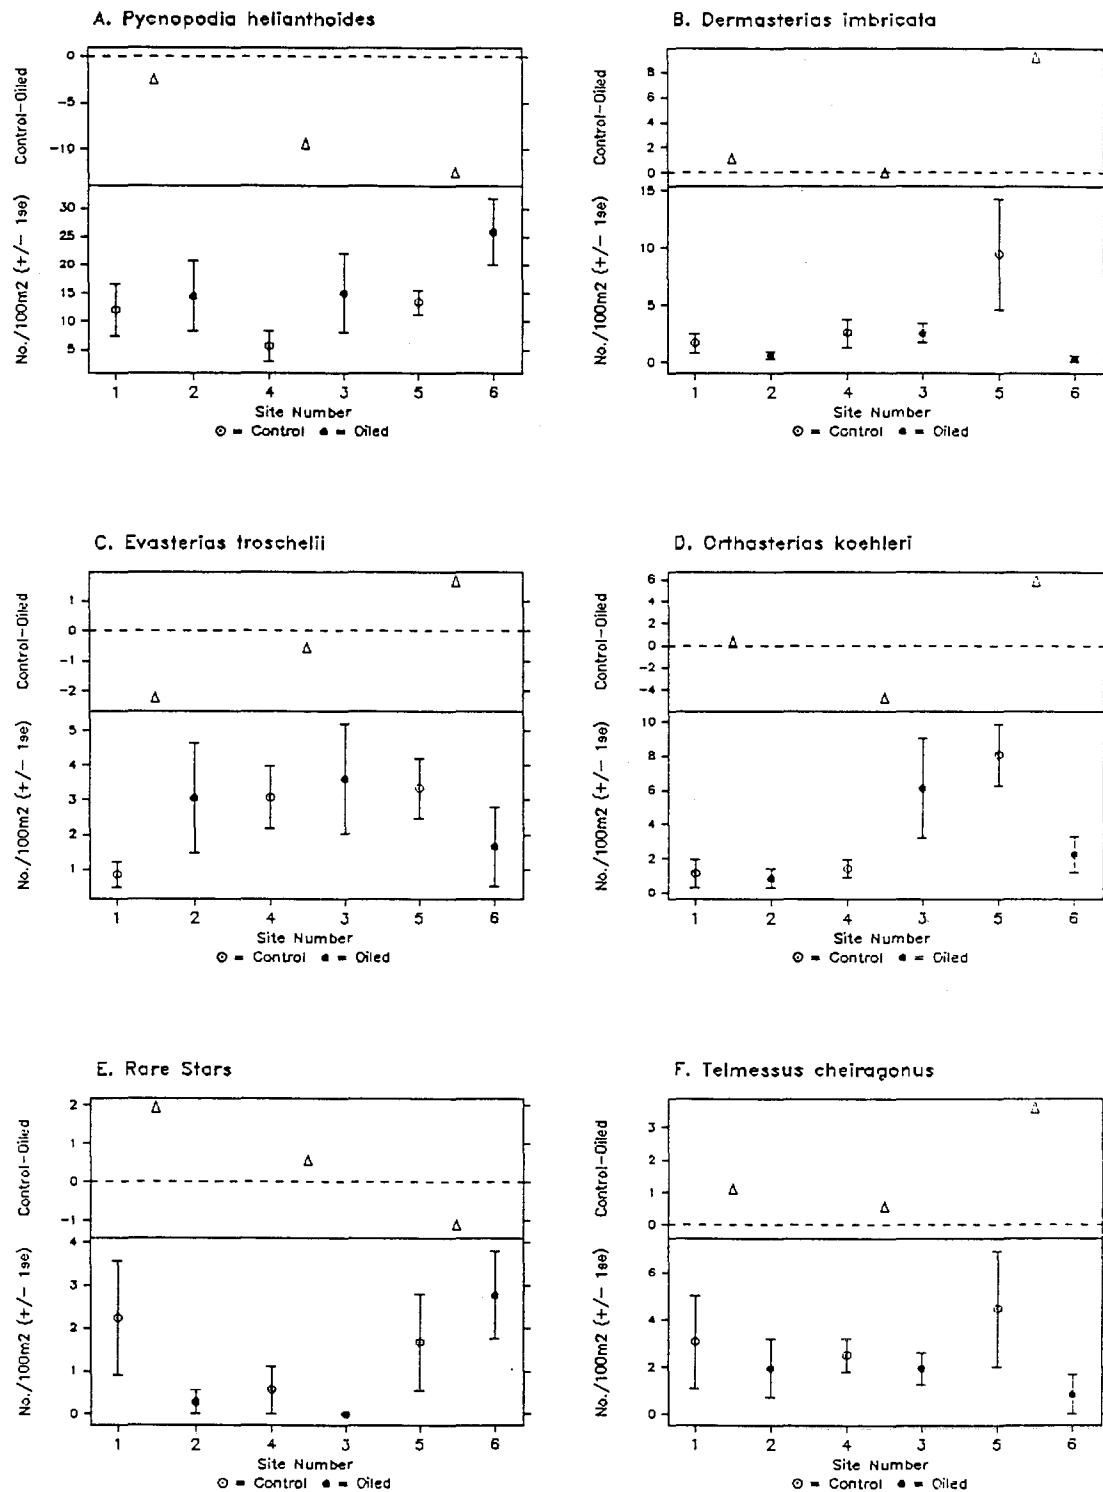 A. Pycnopodia helianthoides
Control-Oiled
0
-5
-10
No./100m2 (+/- 1se)
30
25
20
15
10
5
1 2 4 3 5 6
Site Number
⊙ = Control ● = Oiled
B. Dermasterias imbricata
Control-Oiled
8
6
4
2
0
No./100m2 (+/- 1se)
15
10
5
0
1 2 4 3 5 6
Site Number
⊙ = Control ● = Oiled
C. Evasterias troschelii
Control-Oiled
1
0
-1
-2
No./100m2 (+/- 1se)
5
4
3
2
1
1 2 4 3 5 6
Site Number
⊙ = Control ● = Oiled
D. Orthasterias koehleri
Control-Oiled
6
4
2
0
-2
-4
No./100m2 (+/- 1se)
10
8
6
4
2
0
1 2 4 3 5 6
Site Number
⊙ = Control ● = Oiled
E. Rare Stars
Control-Oiled
2
1
0
-1
No./100m2 (+/- 1se)
4
3
2
1
0
1 2 4 3 5 6
Site Number
⊙ = Control ● = Oiled
F. Telmessus cheiragonus
Control-Oiled
3
2
1
0
No./100m2 (+/- 1se)
6
4
2
0
1 2 4 3 5 6
Site Number
⊙ = Control ● = Oiled